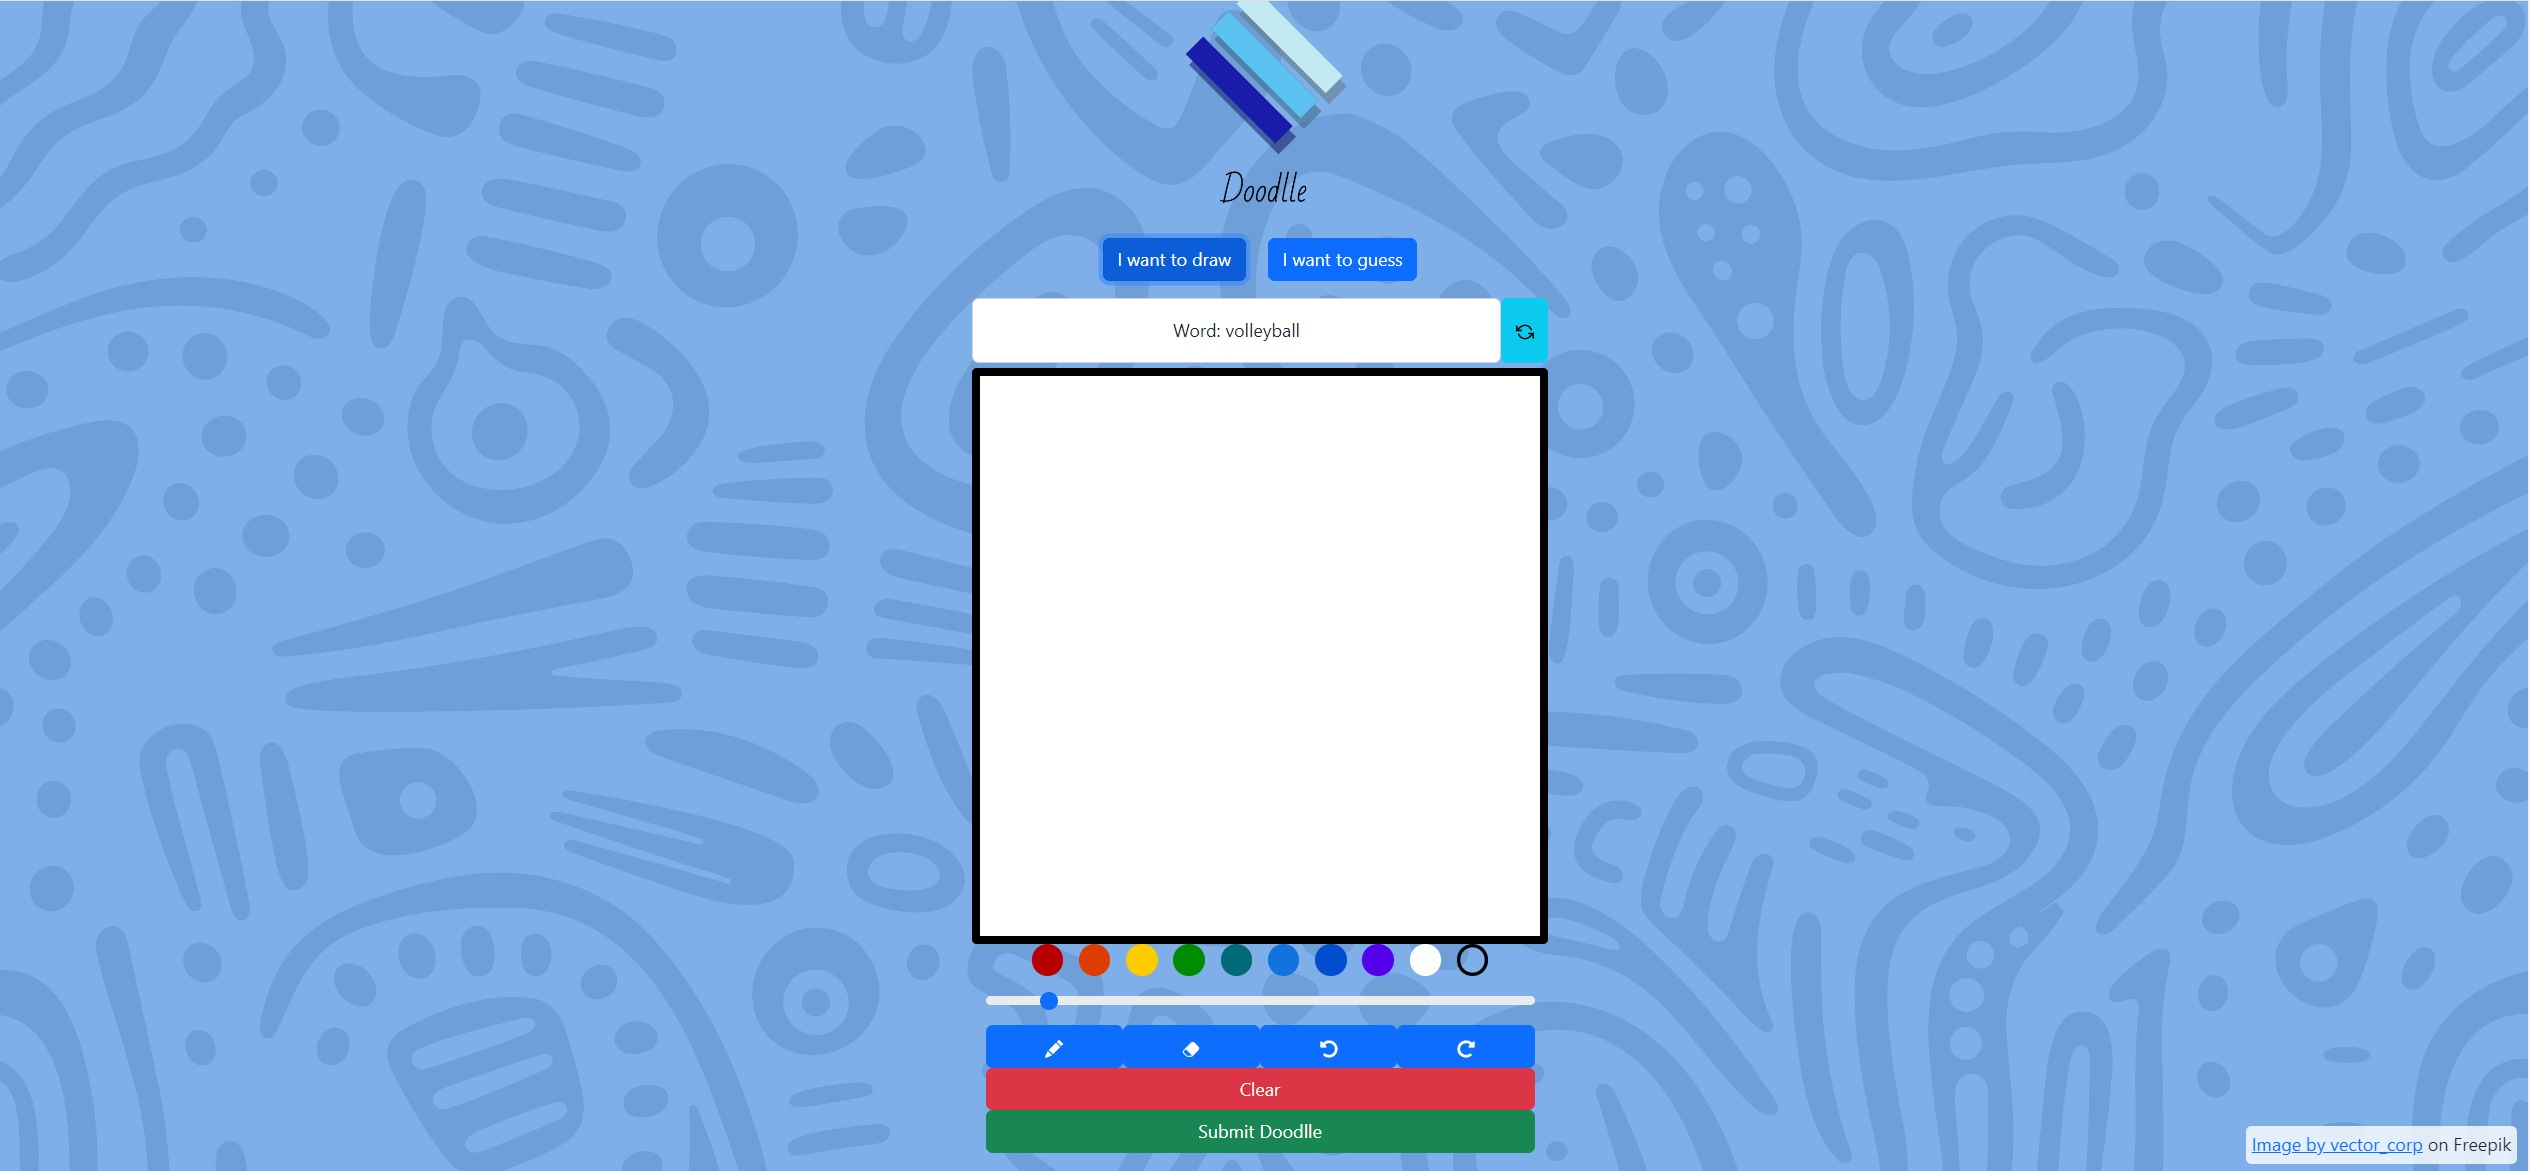 Doodlle
I want to draw
I want to guess
Word: volleyball
Clear
Submit Doodlle
Image by vector_corp on Freepik